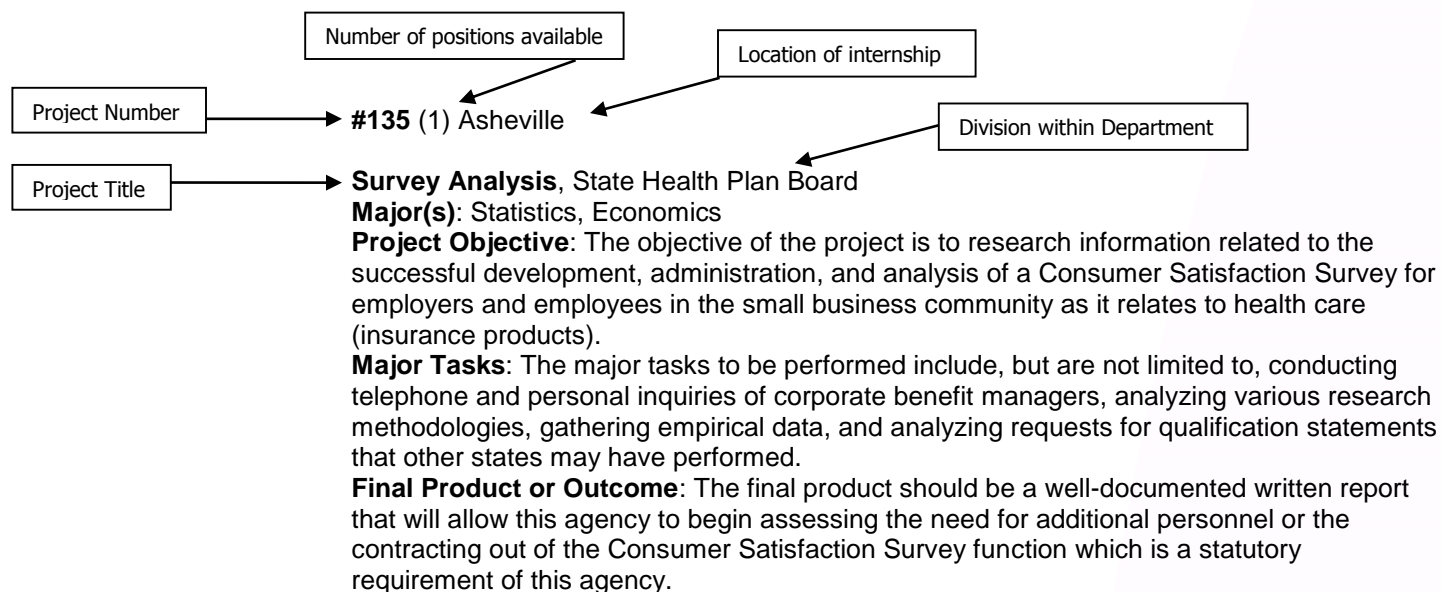 Number of positions available
Location of internship
Project Number
#135 (1) Asheville
Division within Department
Project Title
Survey Analysis, State Health Plan Board
Major(s): Statistics, Economics
Project Objective: The objective of the project is to research information related to the
successful development, administration, and analysis of a Consumer Satisfaction Survey for
employers and employees in the small business community as it relates to health care
(insurance products).
Major Tasks: The major tasks to be performed include, but are not limited to, conducting
telephone and personal inquiries of corporate benefit managers, analyzing various research
methodologies, gathering empirical data, and analyzing requests for qualification statements
that other states may have performed.
Final Product or Outcome: The final product should be a well-documented written report
that will allow this agency to begin assessing the need for additional personnel or the
contracting out of the Consumer Satisfaction Survey function which is a statutory
requirement of this agency.